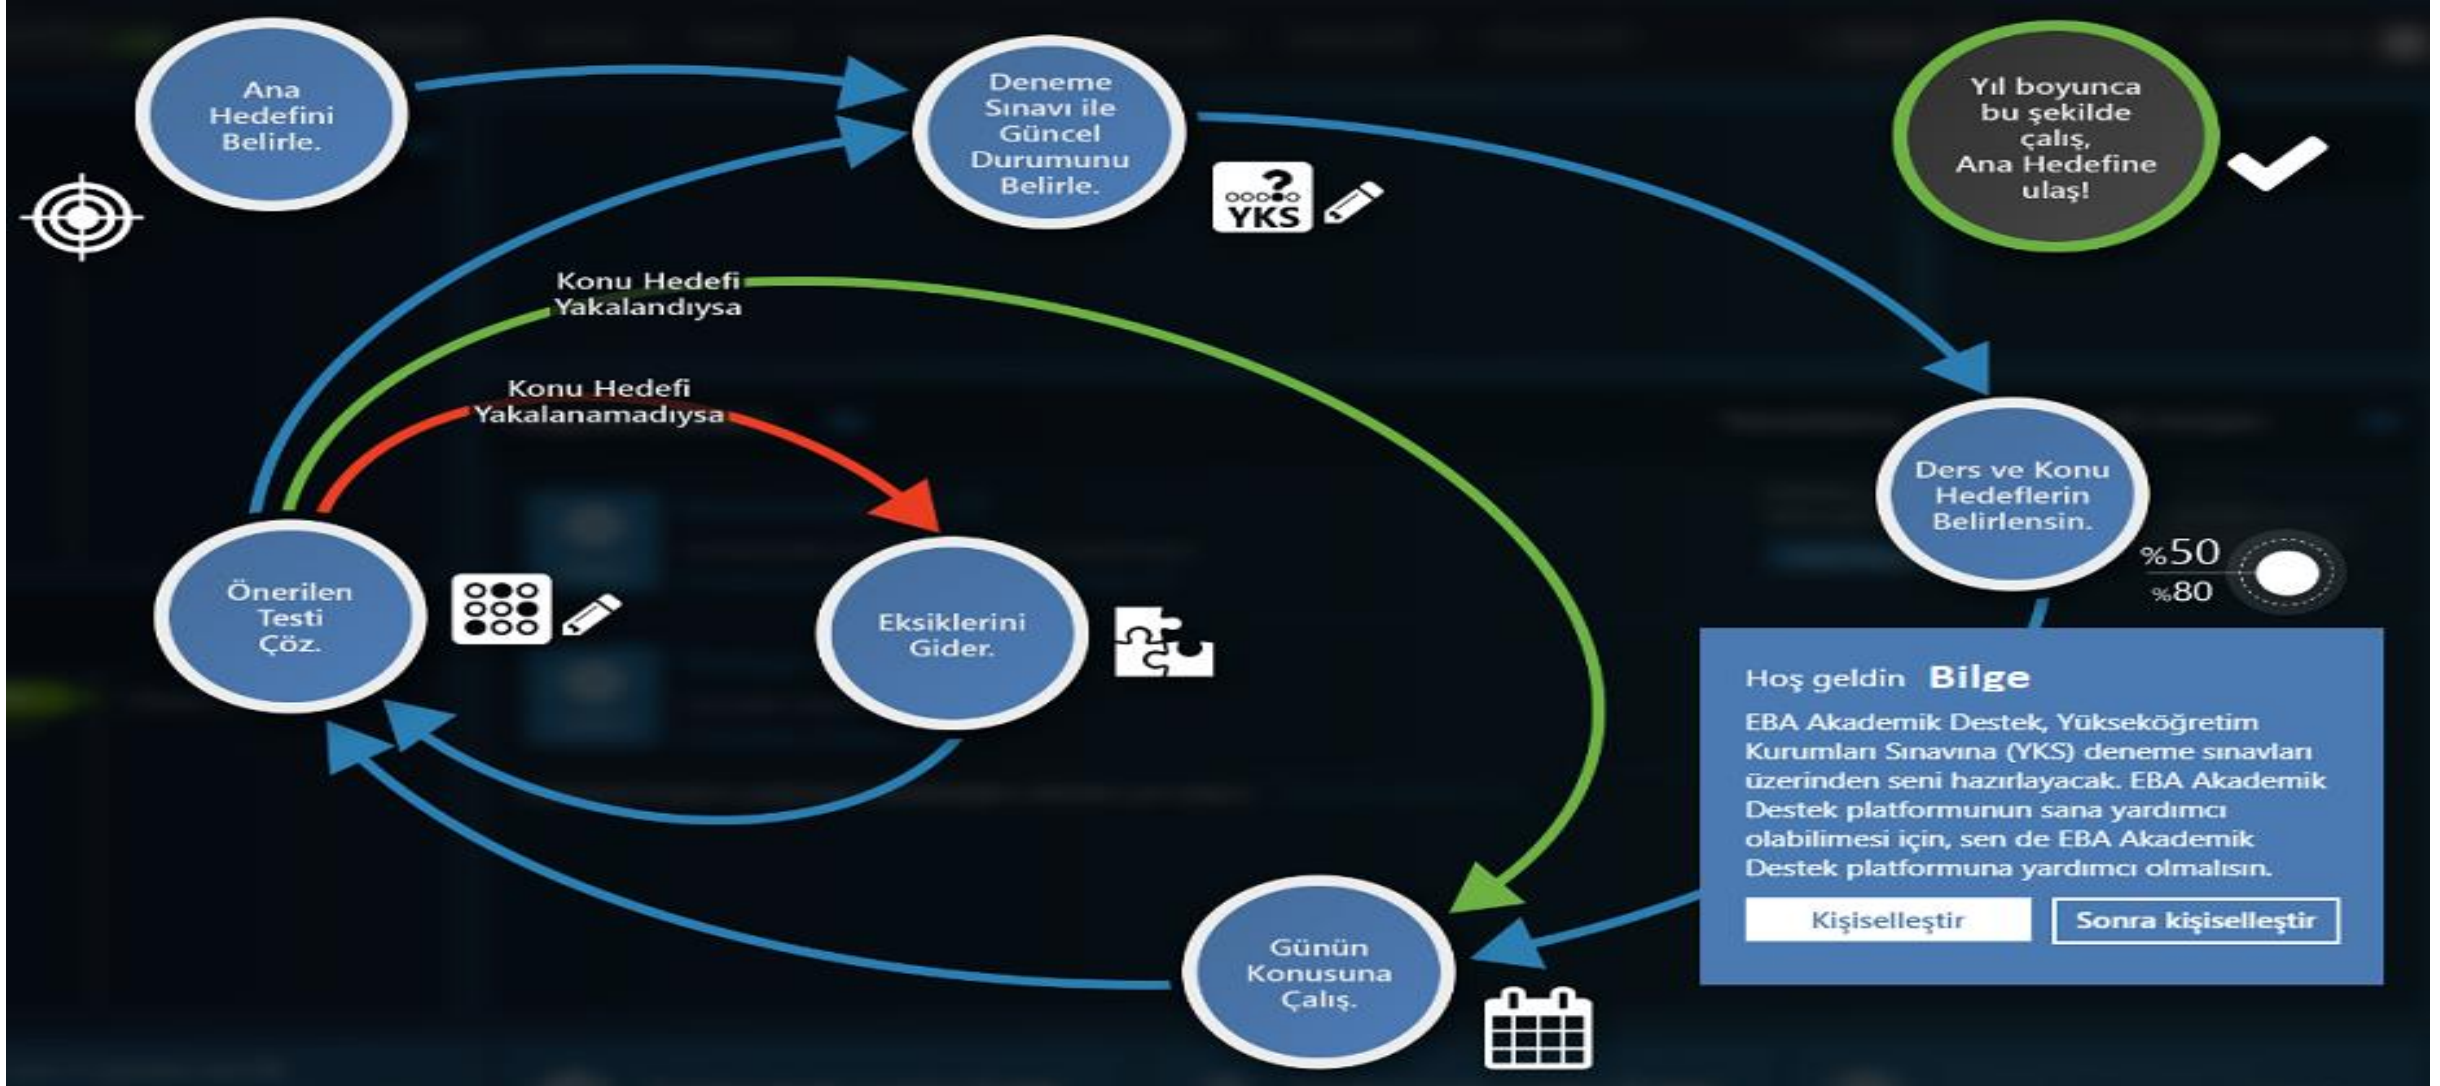 Ana
Hedefini
Belirle.
Deneme
Sınavı ile
Güncel
Durumunu
Belirle.
?
YKS
Yıl boyunca
bu şekilde
çalış,
Ana Hedefine
ulaş!
Konu Hedefi
Yakalandıysa
Konu Hedefi
Yakalanamadıysa
Ders ve Konu
Hedeflerin
Belirlensin.
%50
%80
Önerilen
Testi
Çöz.
Eksiklerini
Gider.
Hoş geldin Bilge
EBA Akademik Destek, Yükseköğretim
Kurumları Sınavına (YKS) deneme sınavları
üzerinden seni hazırlayacak. EBA Akademik
Destek platformunun sana yardımcı
olabilimesi için, sen de EBA Akademik
Destek platformuna yardımcı olmalısın.
Kişiselleştir
Sonra kişiselleştir
Günün
Konusuna
Çalış.